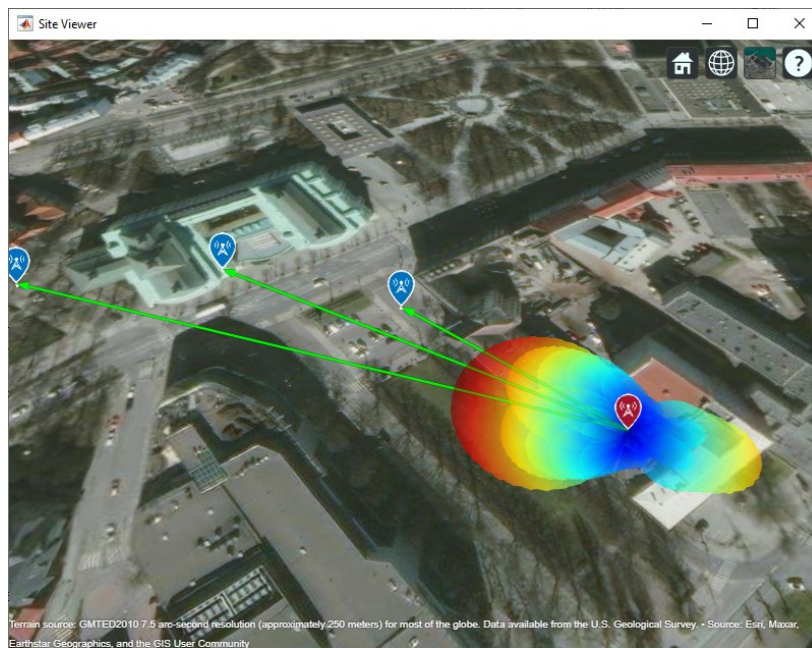 Site Viewer
?
Terrain source: GMTED2010 7.5 arc-second resolution (approximately 250 meters) for most of the globe. Data available from the U.S. Geological Survey. • Source: Esri, Maxar,
Earthstar Geographics, and the GIS User Community